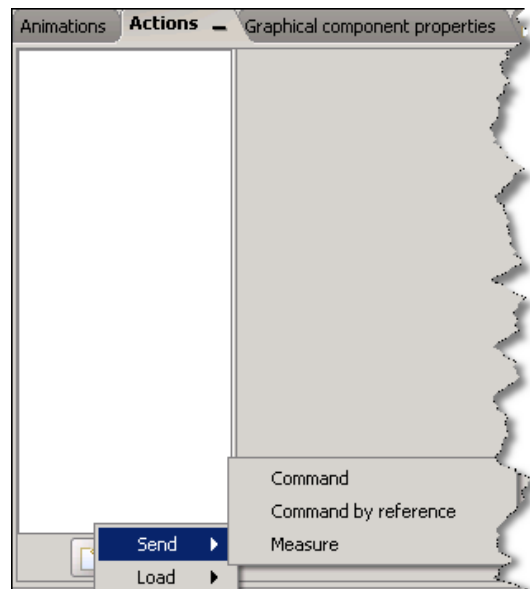 Animations Actions Graphical component properties
Command
Command by reference
Send Measure
Load